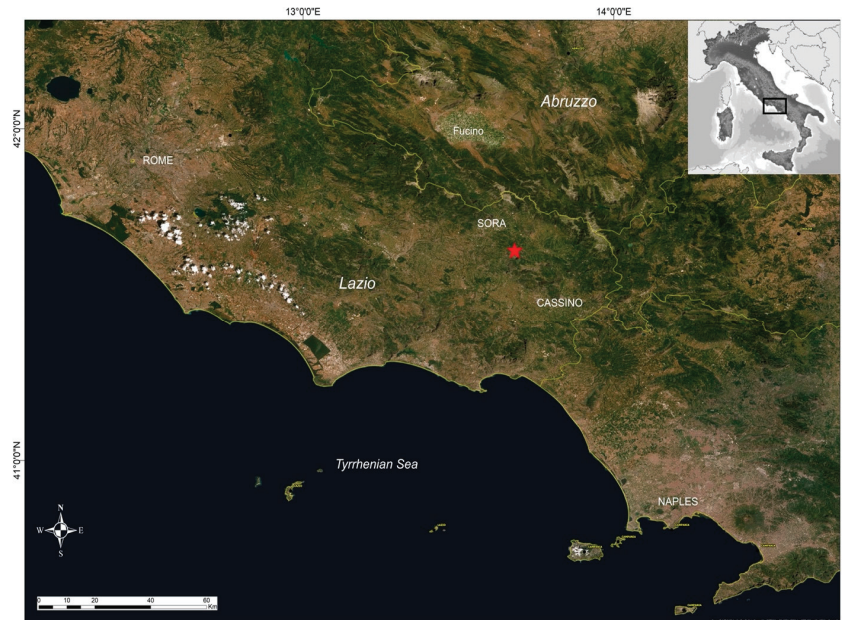 13°0'0"E
14°0'0"E
Abruzzo
Fucino
42°0'0"N
ROME
SORA
Lazio
CASSINO
41°0'0"N
Tyrrhenian Sea
NAPLES
N
W
E
S
0 10 20 40 60
Km